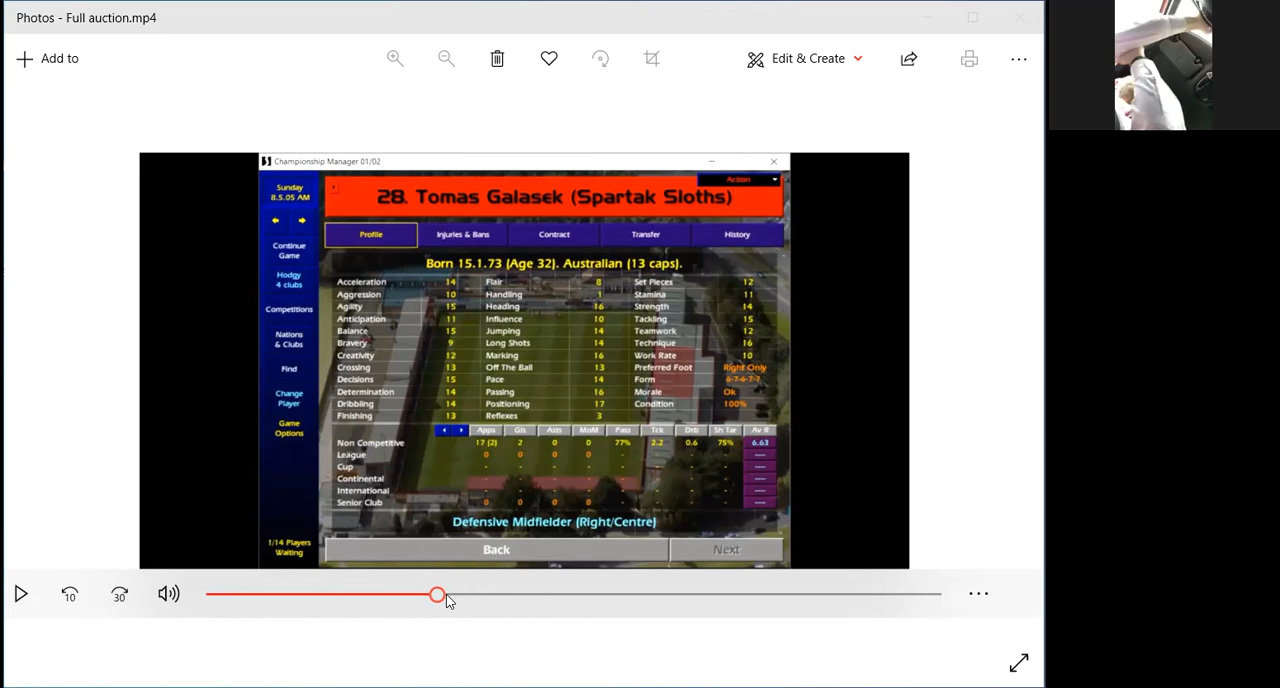 Photos - Full auction.mp4
Add to
Edit & Create
Championship Manager 01/02
Action
Sunday
8.5.05 AM
Continue
Game
Hodgy
4 clubs
Competitions
Nations
& Clubs
Find
Change
Player
Game
Options
1/14 Players
Waiting
28. Tomas Galasek (Spartak Sloths)
Profile Injuries & Bans Contract Transfer History
Born 15.1.73 (Age 32). Australian (13 caps).
Acceleration 14 Flair 8 Set Pieces 12
Aggression 10 Handling 1 Stamina 11
Agility 15 Heading 16 Strength 14
Anticipation 11 Influence 10 Tackling 15
Balance 15 Jumping 14 Teamwork 12
Bravery 9 Long Shots 14 Technique 16
Creativity 12 Marking 16 Work Rate 10
Crossing 13 Off The Ball 13 Preferred Foot Right Only
Decisions 15 Pace 14 Form 6-7-6-7-7
Determination 14 Passing 16 Morale Ok
Dribbling 14 Positioning 17 Condition 100%
Finishing 13 Reflexes 3
Apps Gls Asts MoM Pass Tck Drb Sh Tar Av R
Non Competitive 17 (2) 2 0 0 77% 2.2 0.6 75% 6.63
League 0 0 0 0 - - - - ----
Cup - - - - - - - - ----
Continental - - - - - - - - ----
International - - - - - - - - ----
Senior Club 0 0 0 0 - - - - ----
Defensive Midfielder (Right/Centre)
Back Next
10 30